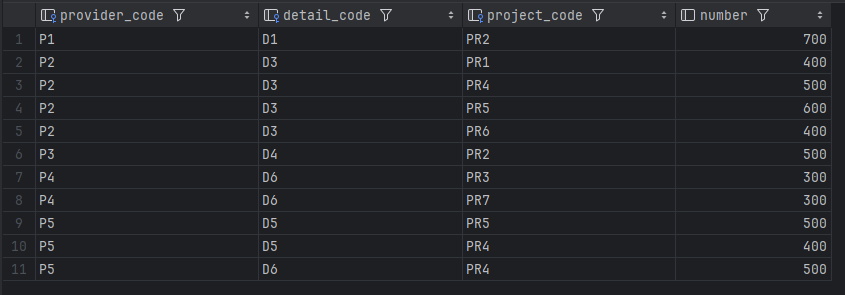 provider_code detail_code project_code number
1 P1 D1 PR2 700
2 P2 D3 PR1 400
3 P2 D3 PR4 500
4 P2 D3 PR5 600
5 P2 D3 PR6 400
6 P3 D4 PR2 500
7 P4 D6 PR3 300
8 P4 D6 PR7 300
9 P5 D5 PR5 500
10 P5 D5 PR4 400
11 P5 D6 PR4 500